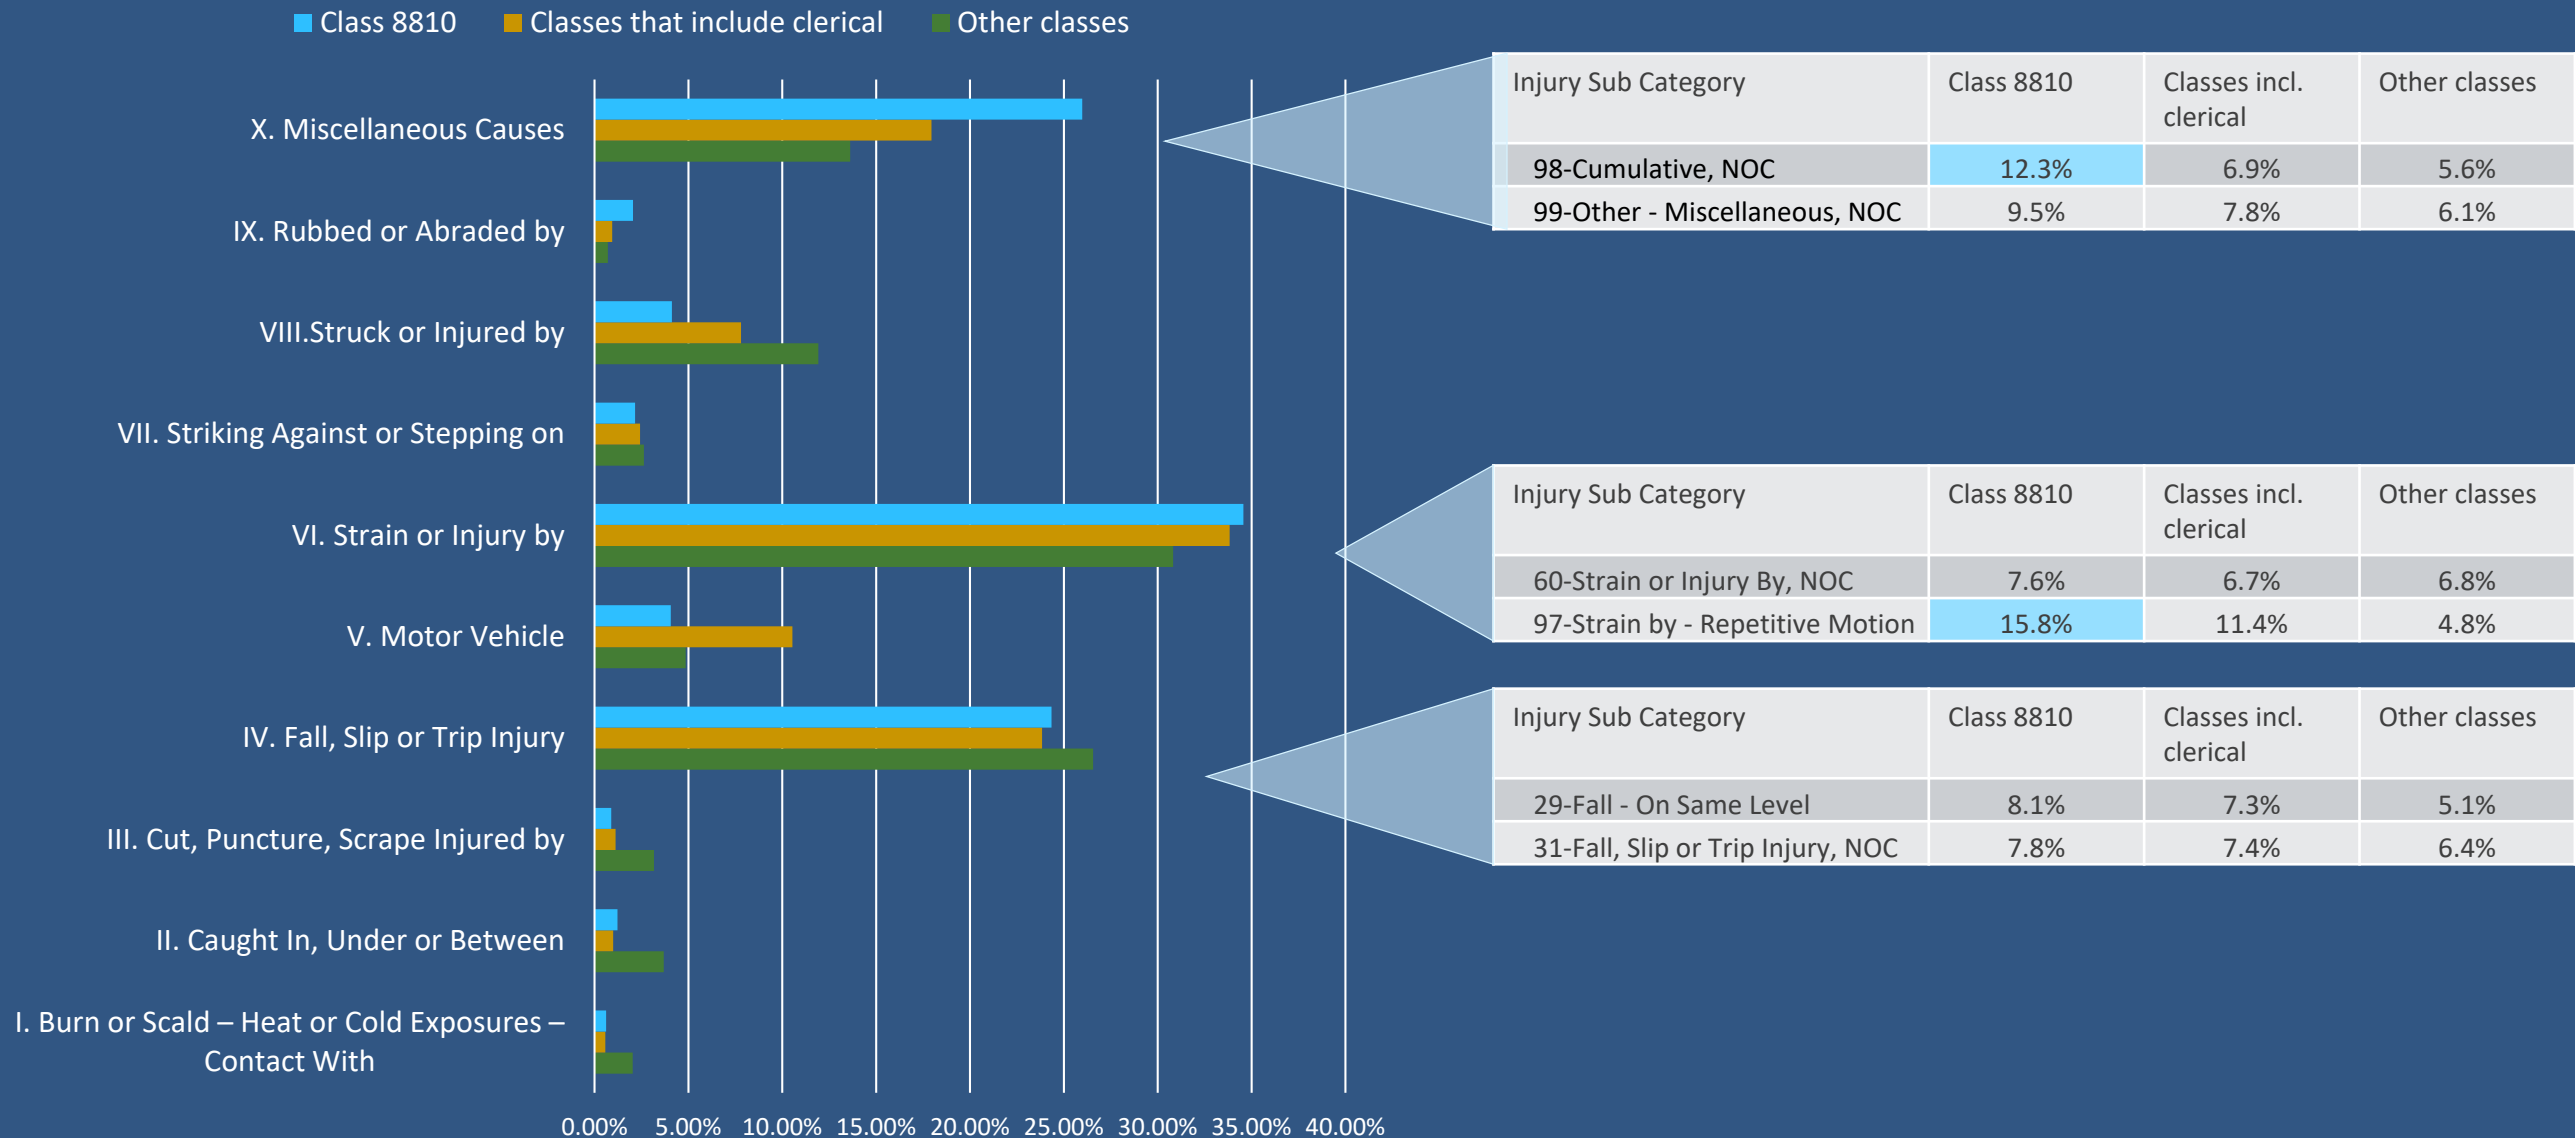 Class 8810 Classes that include clerical Other classes
X. Miscellaneous Causes
IX. Rubbed or Abraded by
VIII.Struck or Injured by
VII. Striking Against or Stepping on
VI. Strain or Injury by
V. Motor Vehicle
IV. Fall, Slip or Trip Injury
III. Cut, Puncture, Scrape Injured by
II. Caught In, Under or Between
I. Burn or Scald – Heat or Cold Exposures –
Contact With
0.00% 5.00% 10.00% 15.00% 20.00% 25.00% 30.00% 35.00% 40.00%
Injury Sub Category Class 8810 Classes incl. Other classes
clerical
98-Cumulative, NOC 12.3% 6.9% 5.6%
99-Other - Miscellaneous, NOC 9.5% 7.8% 6.1%
Injury Sub Category Class 8810 Classes incl. Other classes
clerical
60-Strain or Injury By, NOC 7.6% 6.7% 6.8%
97-Strain by - Repetitive Motion 15.8% 11.4% 4.8%
Injury Sub Category Class 8810 Classes incl. Other classes
clerical
29-Fall - On Same Level 8.1% 7.3% 5.1%
31-Fall, Slip or Trip Injury, NOC 7.8% 7.4% 6.4%